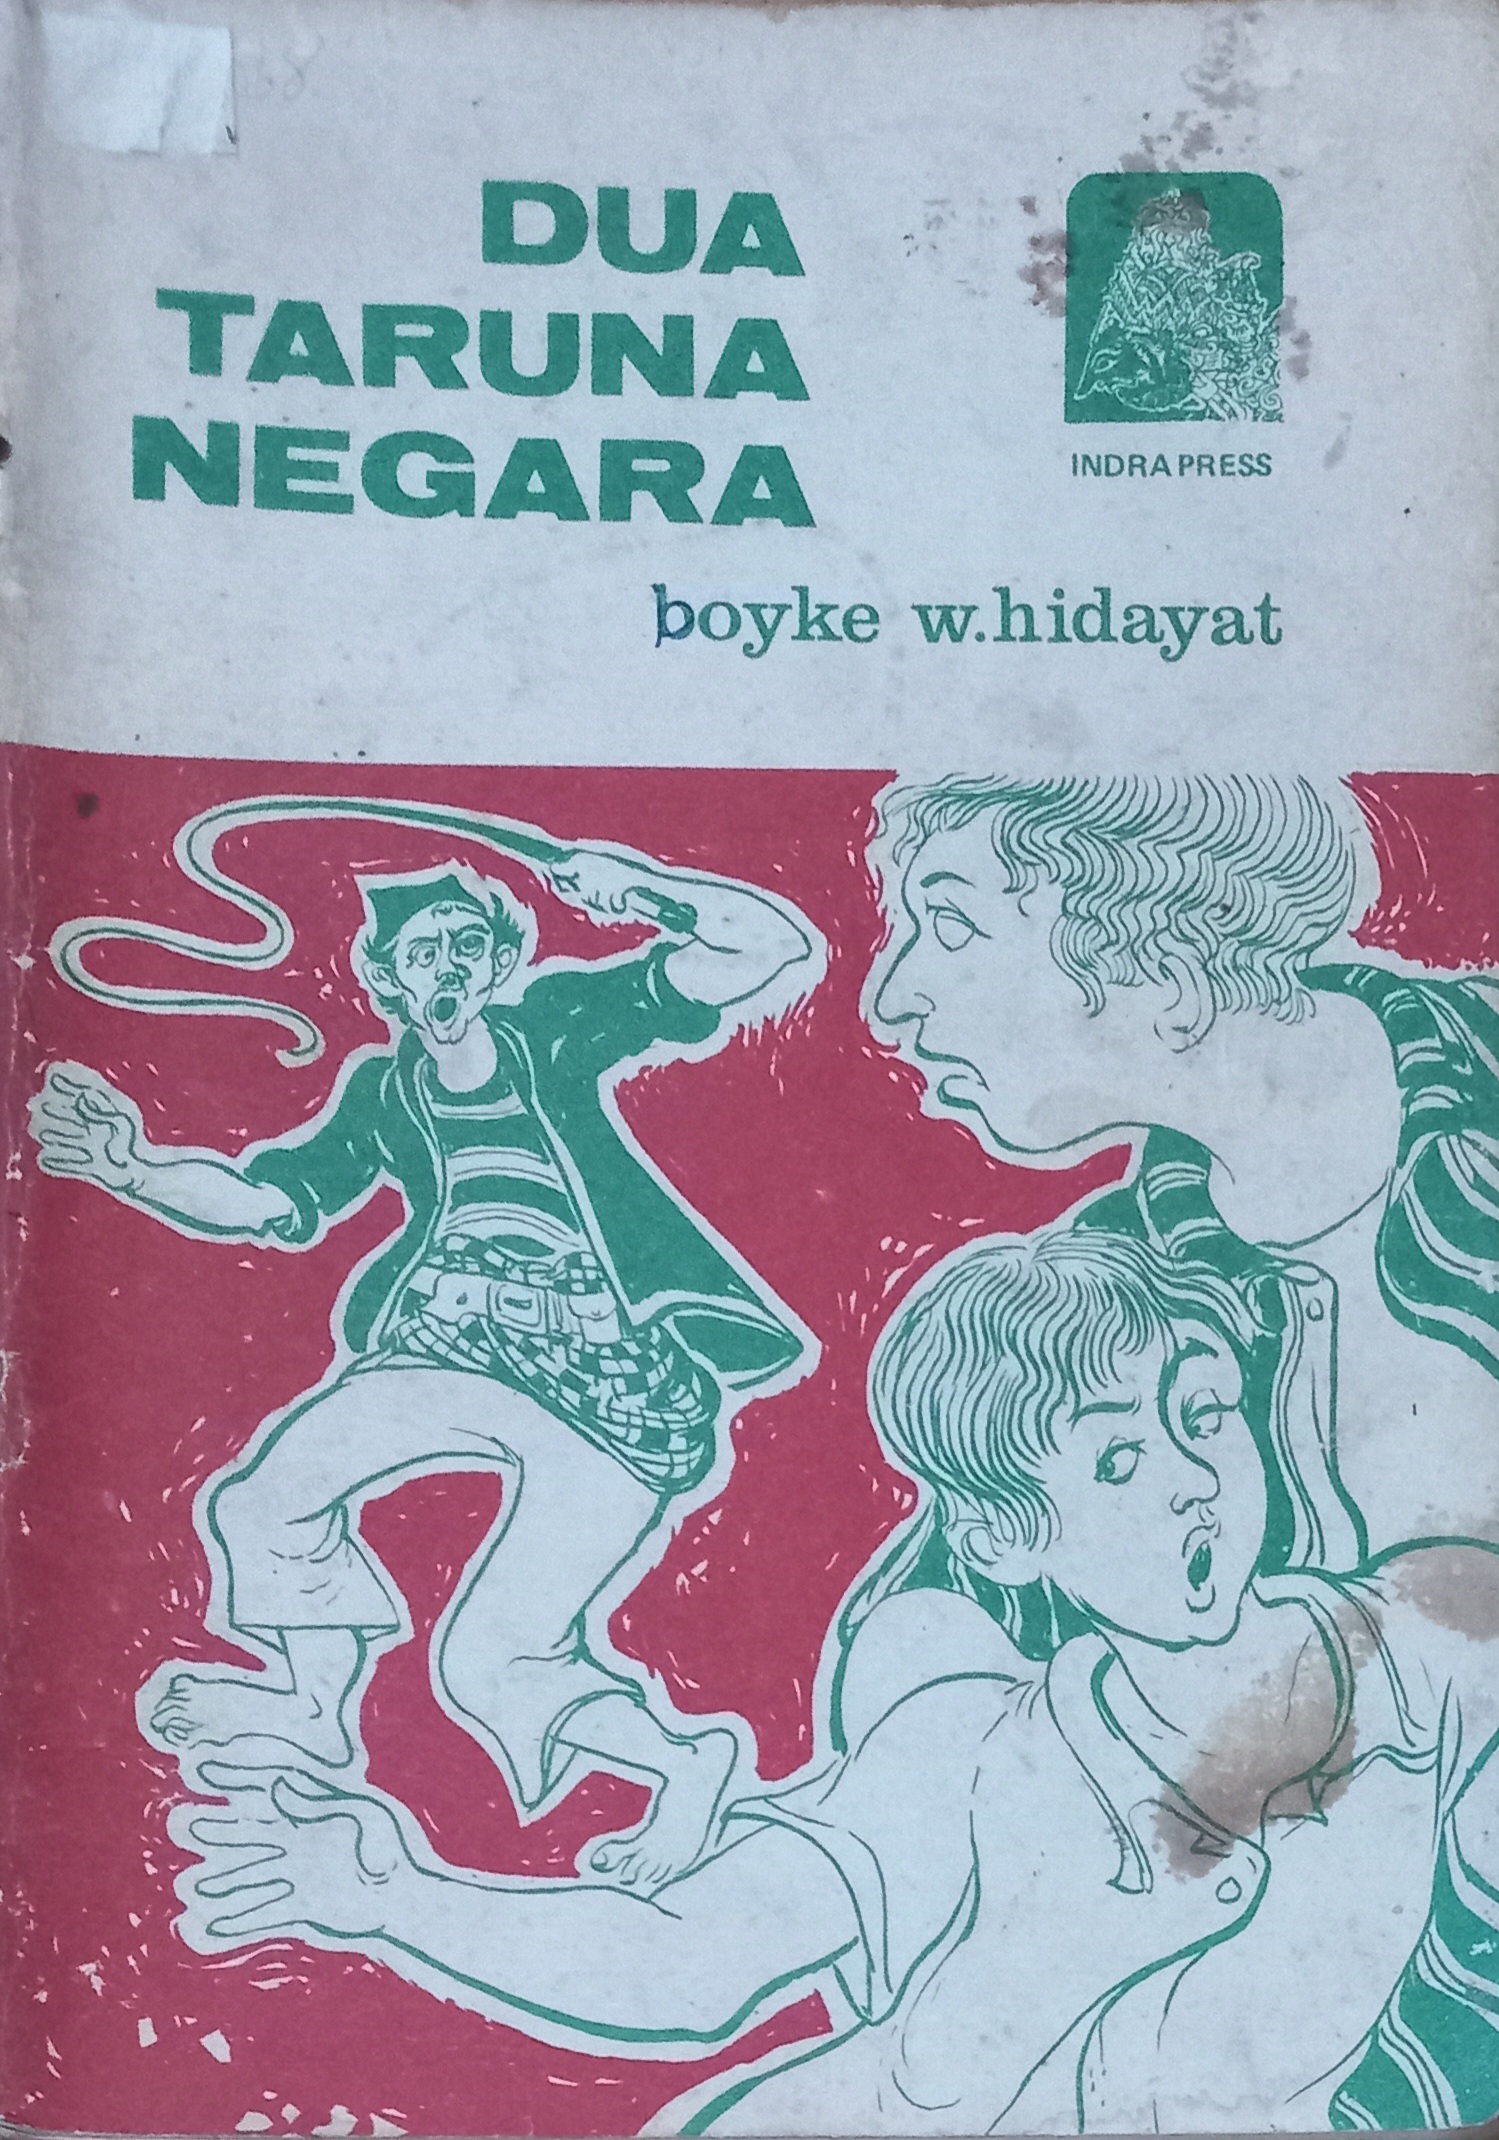 DUA
TARUNA
NEGARA
INDRA PRESS
boyke w.hidayat